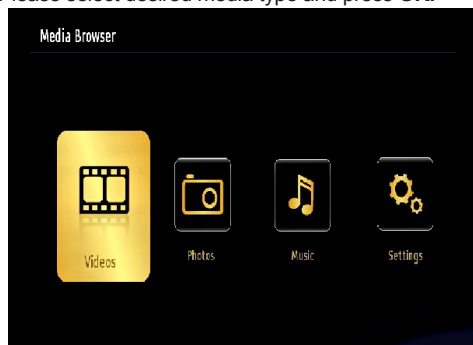 Please select desired media type and press OK.
Media Browser
Videos
Photos
Music
Settings